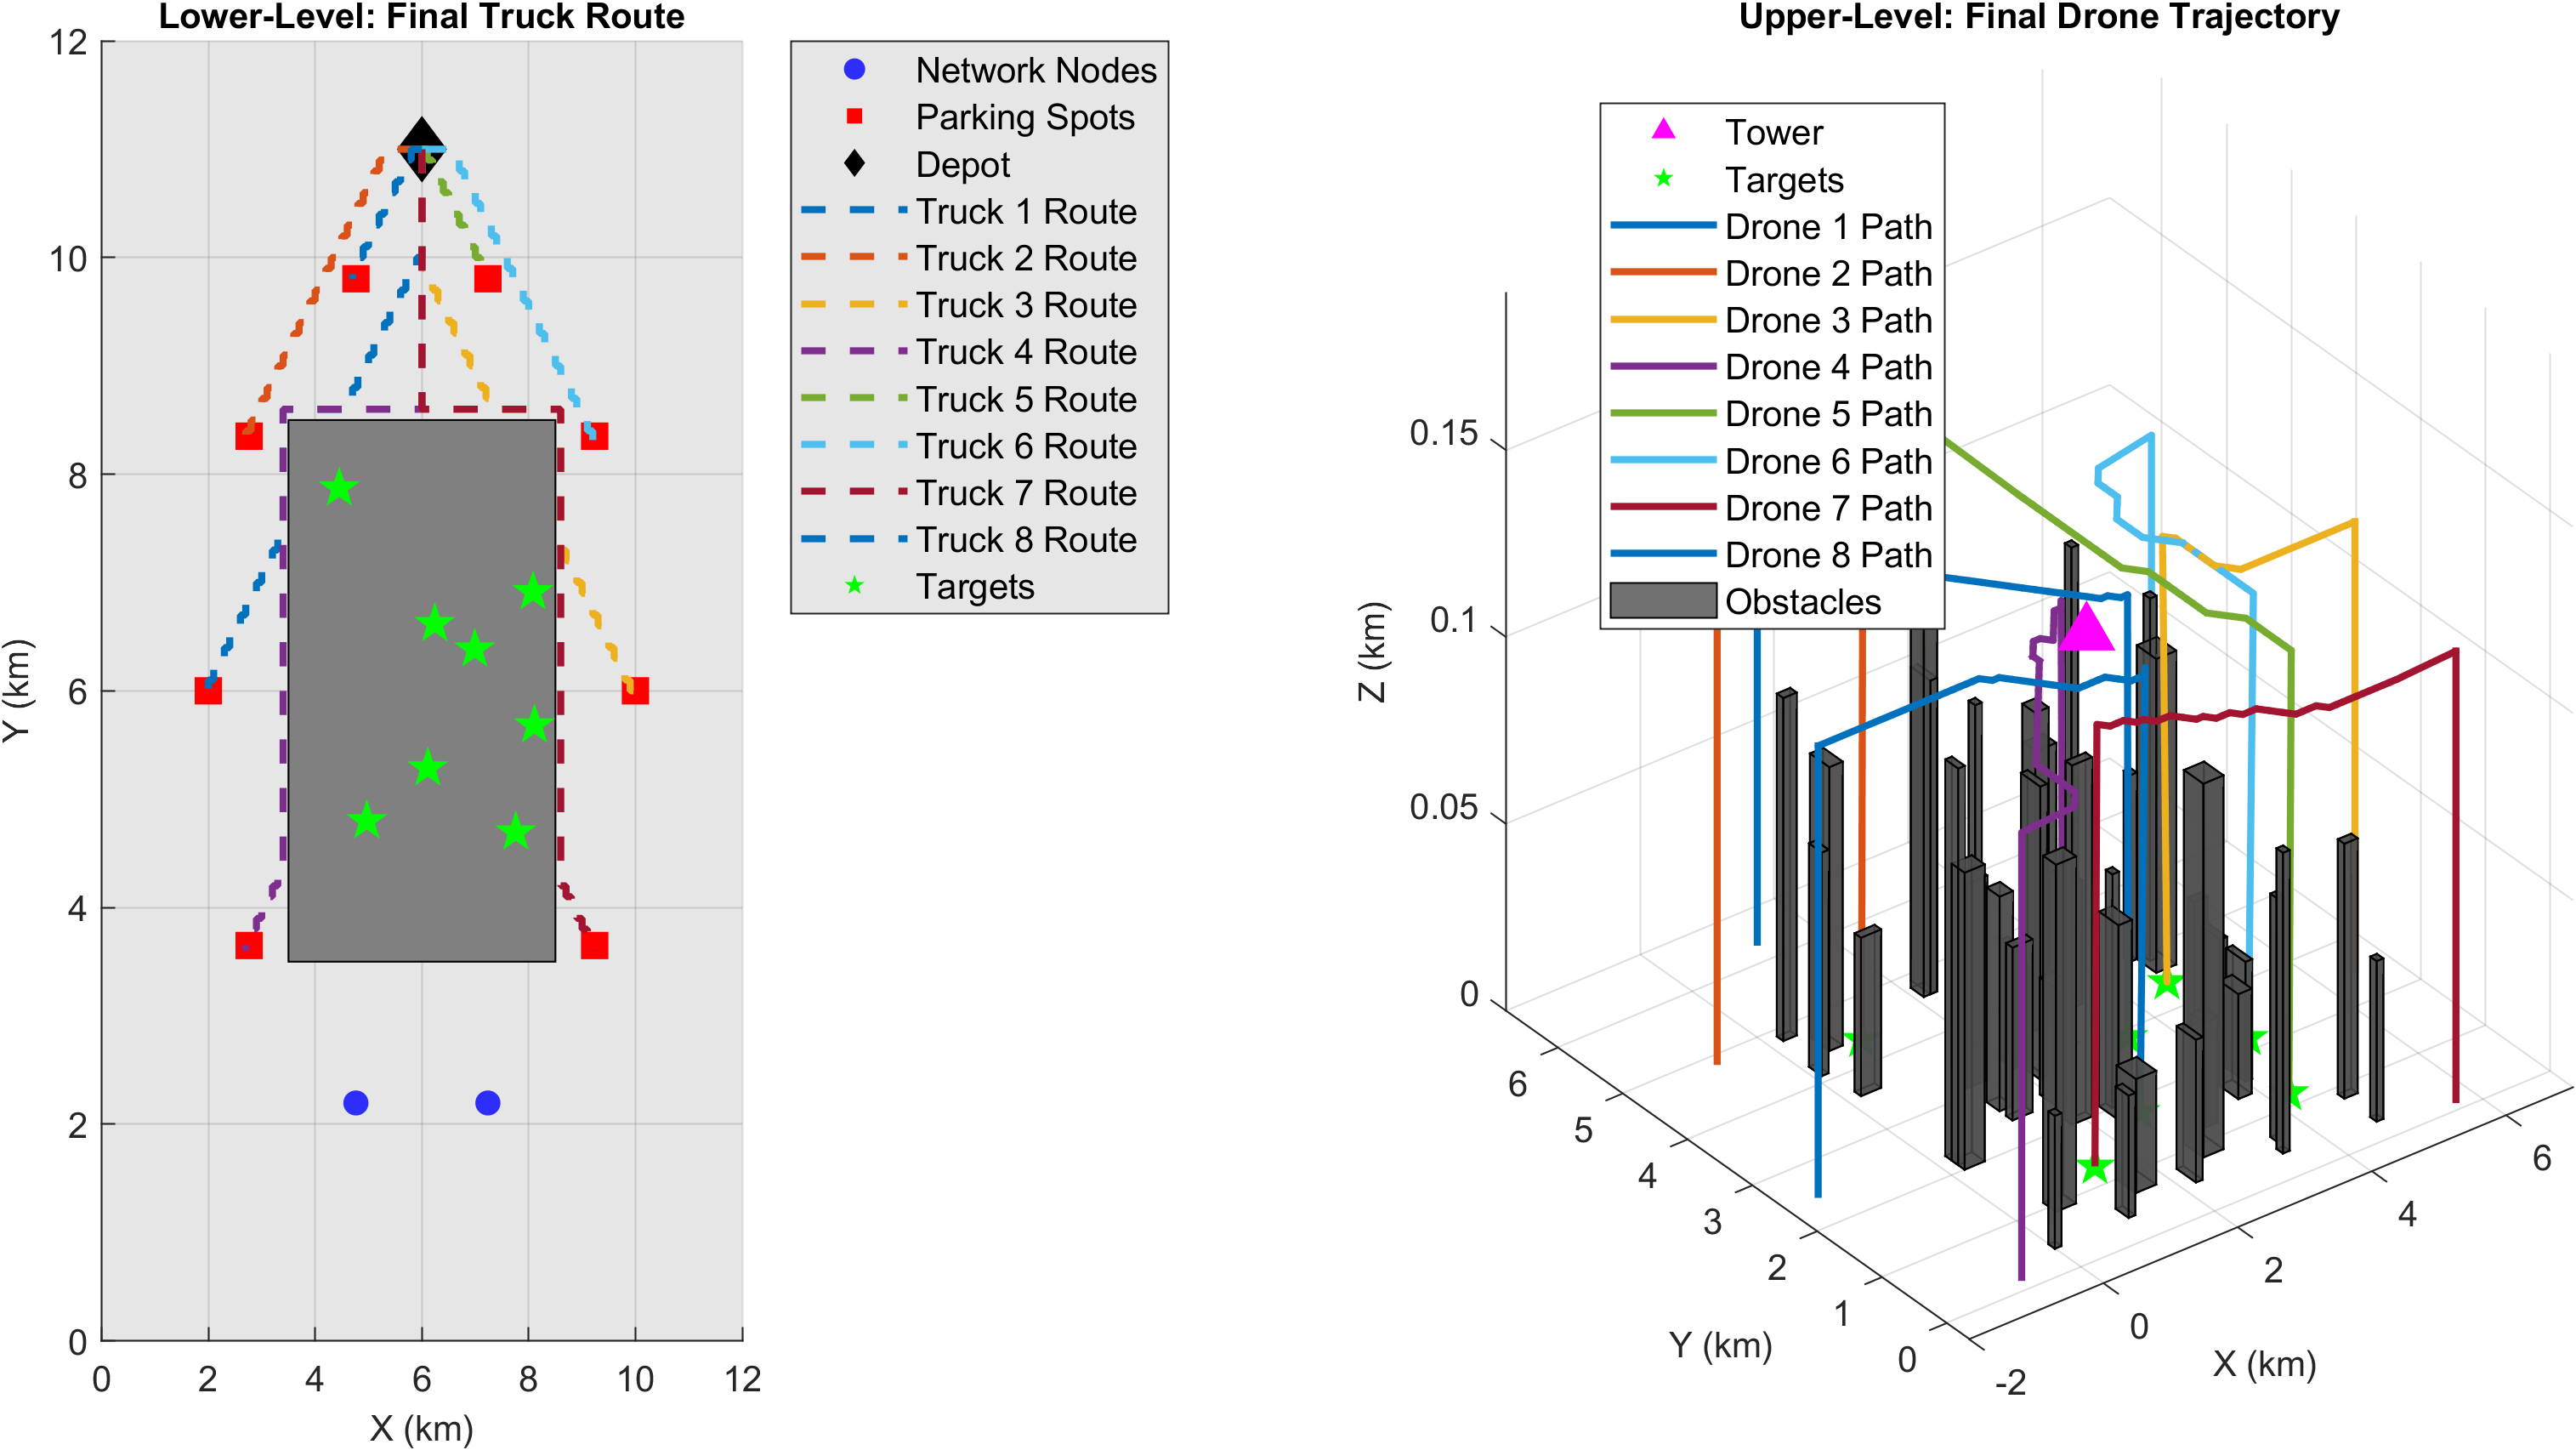 Lower-Level: Final Truck Route
12
10
8
6
4
2
0
0 2 4 6 8 10 12
Y (km)
X (km)
Network Nodes
Parking Spots
Depot
Truck 1 Route
Truck 2 Route
Truck 3 Route
Truck 4 Route
Truck 5 Route
Truck 6 Route
Truck 7 Route
Truck 8 Route
Targets
Upper-Level: Final Drone Trajectory
Tower
Targets
Drone 1 Path
Drone 2 Path
Drone 3 Path
Drone 4 Path
Drone 5 Path
Drone 6 Path
Drone 7 Path
Drone 8 Path
Obstacles
0.15
0.1
0.05
0
Z (km)
6
5
4
3
2
1
0
Y (km)
-2
0
2
4
6
X (km)